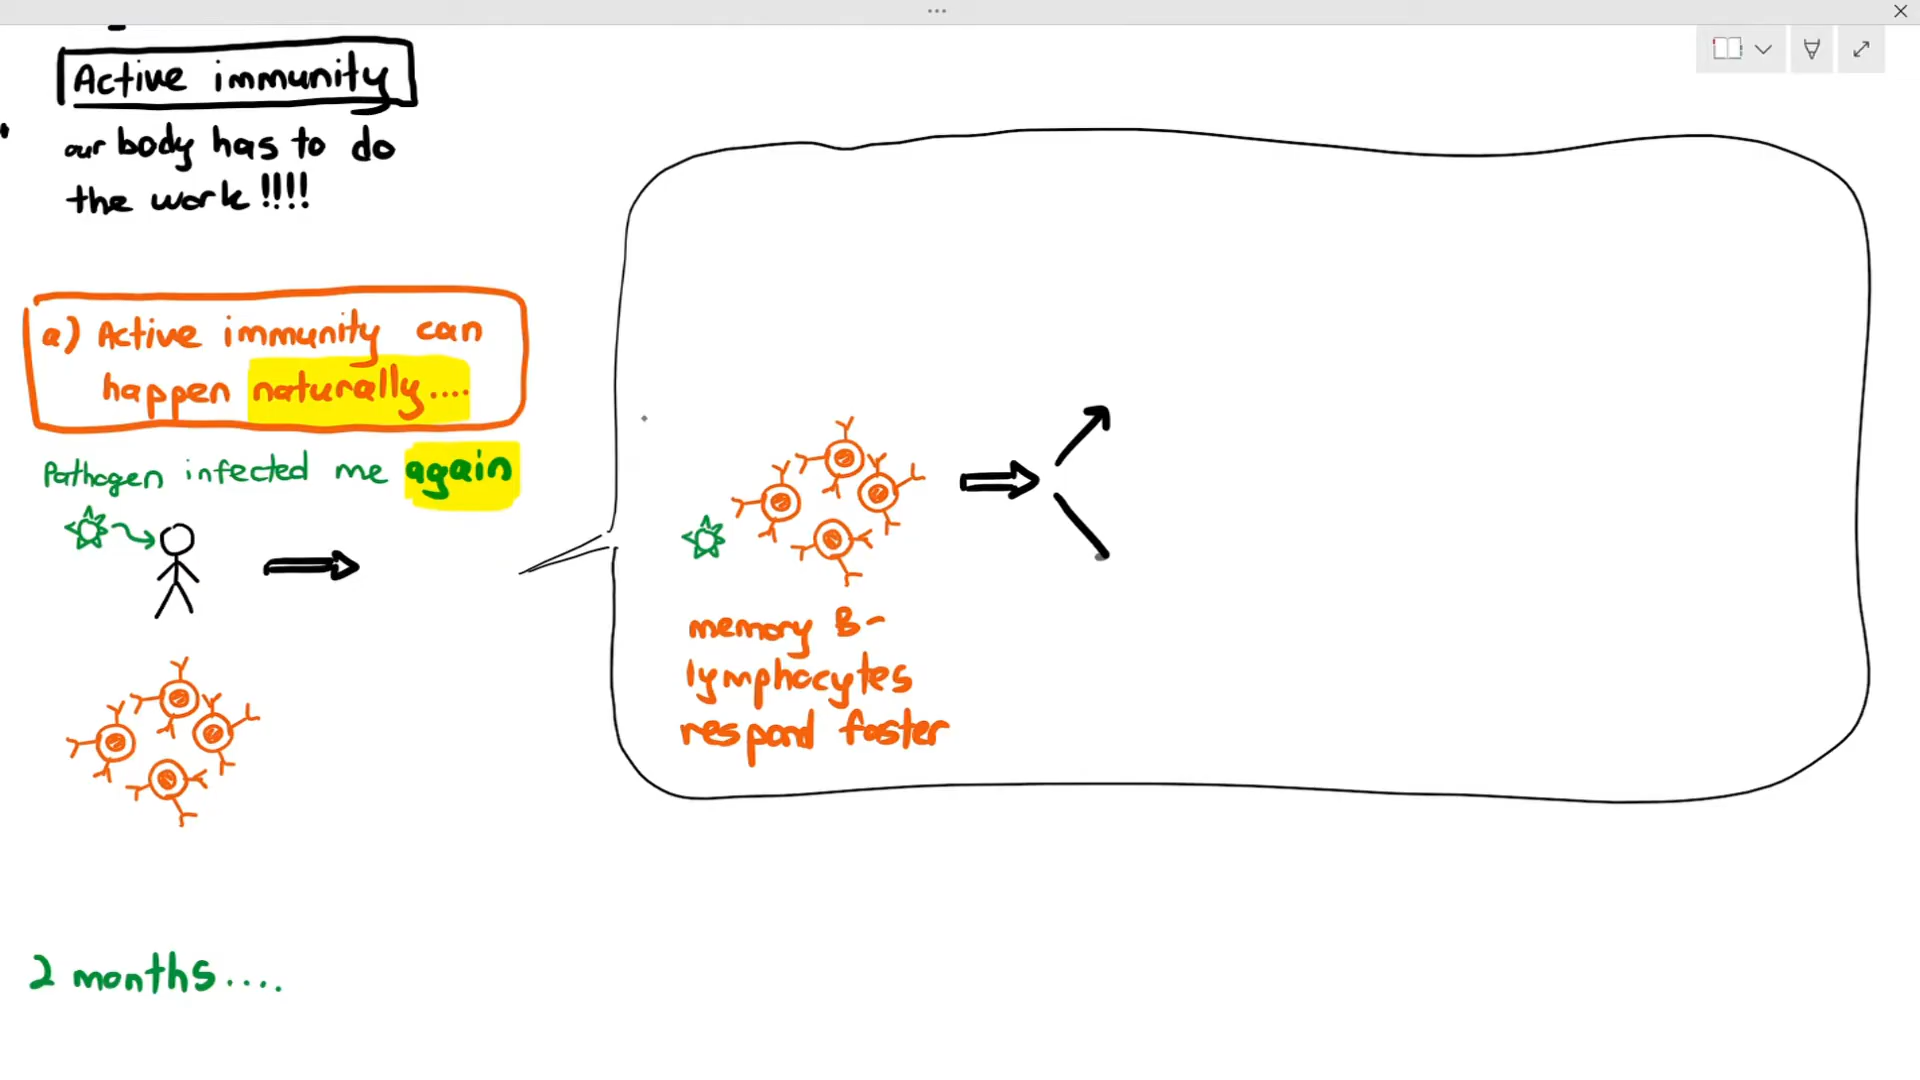 Active immunity
our body has to do
the work !!!!
a) Active immunity can
happen naturally....
Pathogen infected me again
memory B-
lymphocytes
respond faster
2 months....